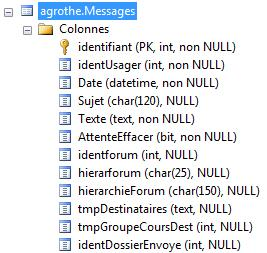 agrothe.Messages
Colonnes
identifiant (PK, int, non NULL)
identUsager (int, non NULL)
Date (datetime, non NULL)
Sujet (char(120), NULL)
Texte (text, non NULL)
AttenteEffacer (bit, non NULL)
identforum (int, NULL)
hierarforum (char(25), NULL)
hierarchieForum (char(150), NULL)
tmpDestinataires (text, NULL)
tmpGroupeCoursDest (int, NULL)
identDossierEnvoye (int, NULL)